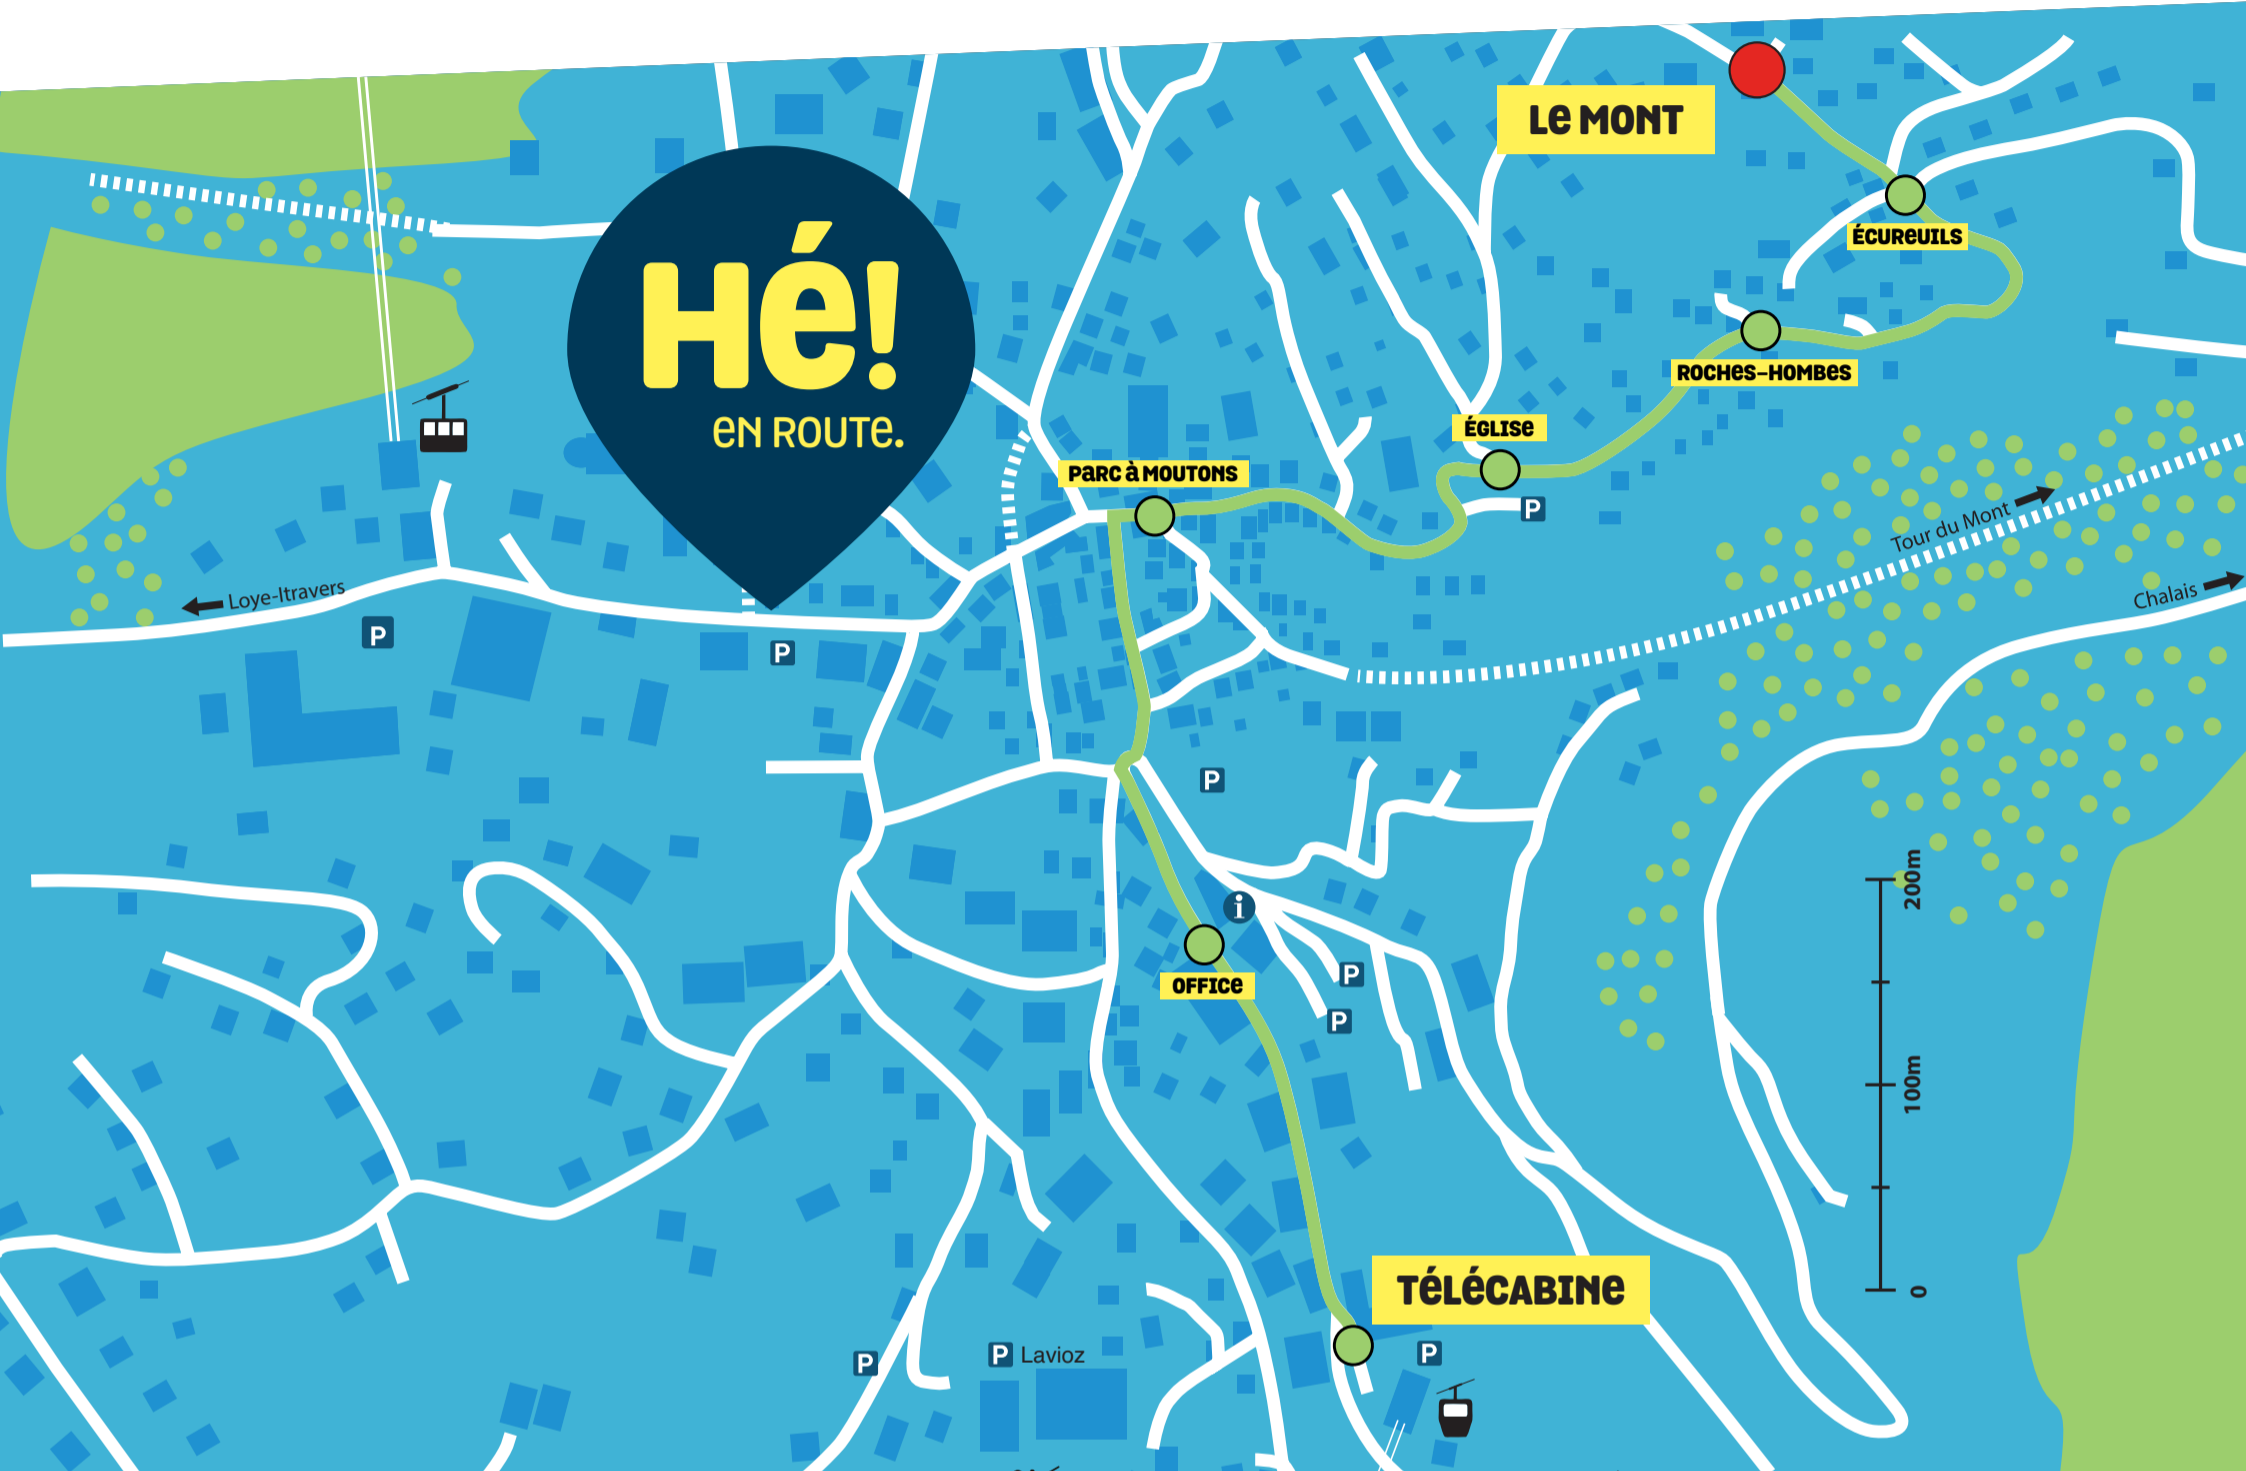 Le MONT
ÉCUReUILS
Hé!
eN ROUTe.
ROCHes-HOMBes
ÉGLISe
PaRC à MOUTONS
P
Tour du Mont
Chalais
Loye-Itravers
P
P
P
200m
i
P
OFFICe
P
100m
TéLéCABINe
0
P
P Lavioz
P